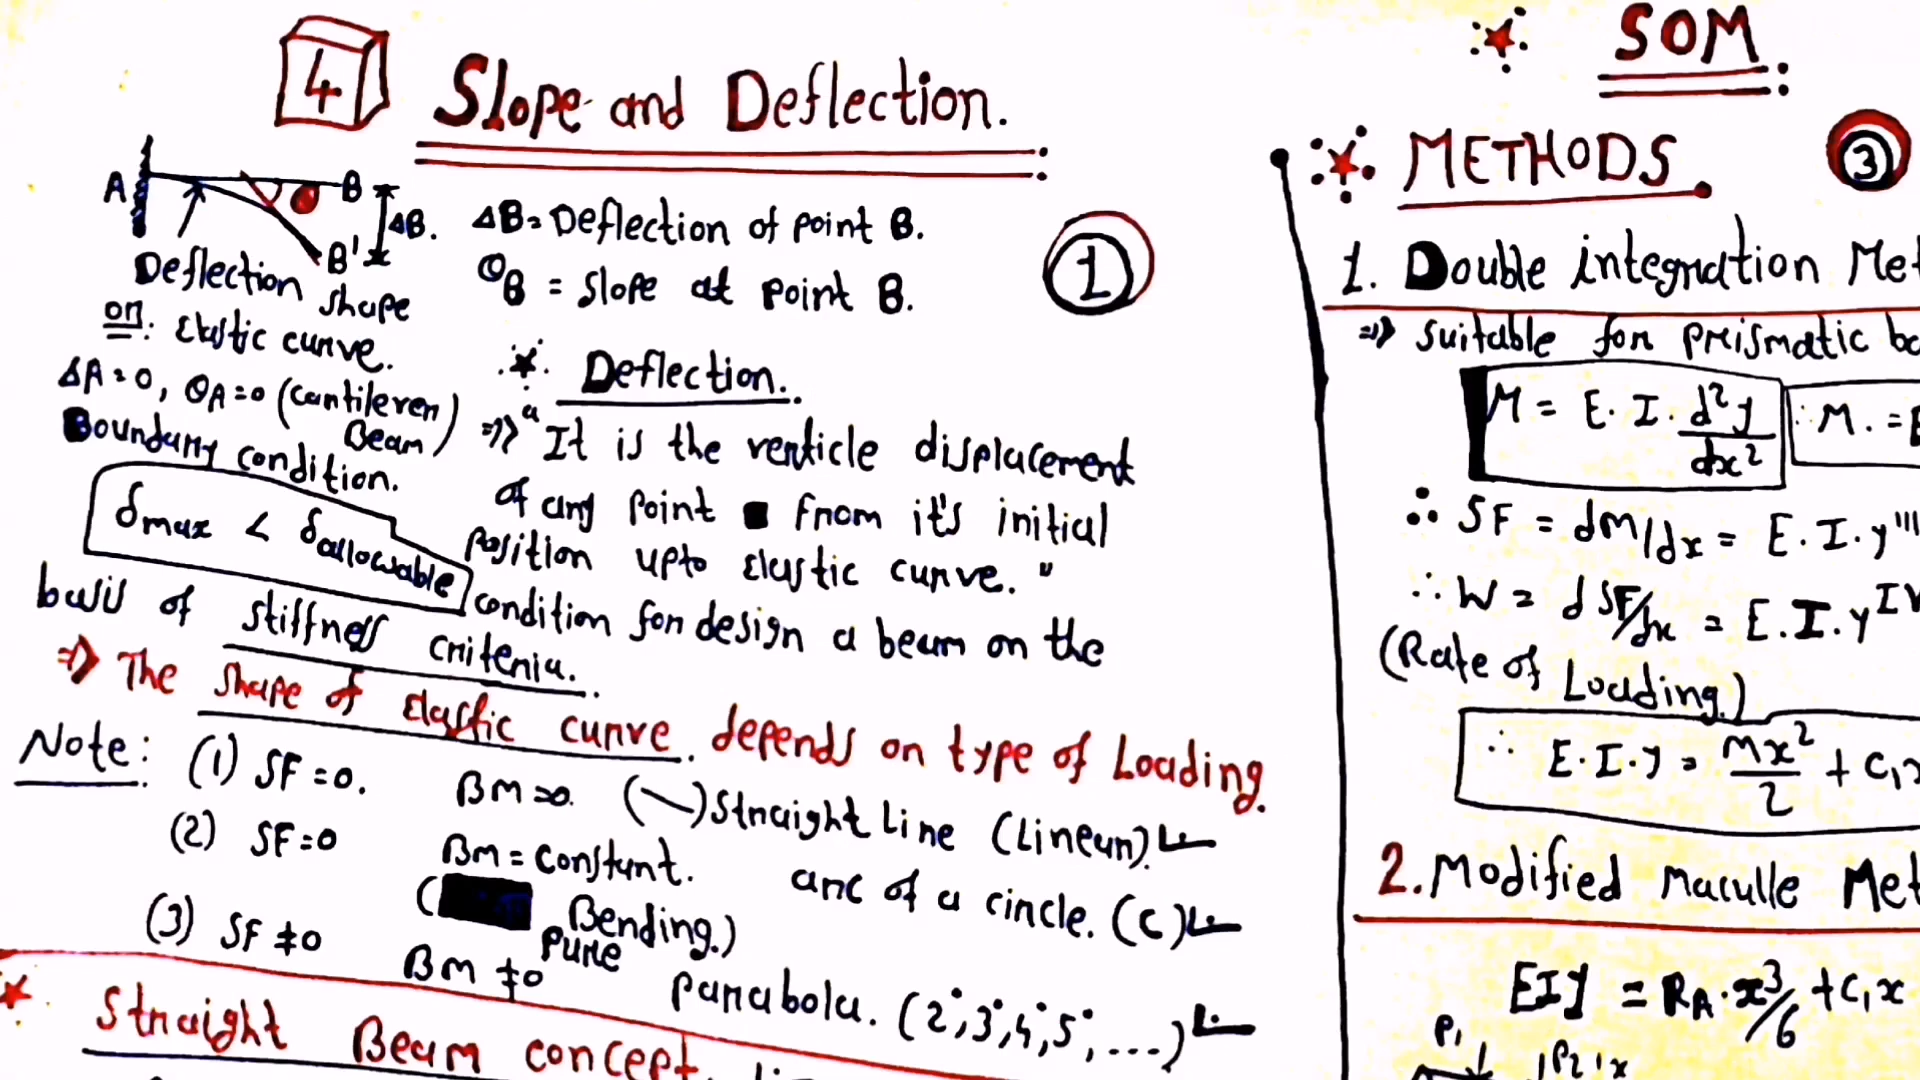 4
Slope and Deflection.
A
B
ΔB.
B'
Deflection shape
or: Elastic curve.
ΔA=0, θA=0 (cantilever Beam)
Boundary condition.
ΔB= Deflection of point B.
θB = Slope at point B.
1
Deflection.
⇒ "It is the verticle displacement
of any point from it's initial
position upto elastic curve."
δmax < δallowable
condition for design a beam on the
basis of stiffness criteria.
⇒ The shape of elastic curve depends on type of Loading.
Note: (1) SF=0. BM=0. (\) Straight Line (Linear).
(2) SF=0 BM=constant. arc of a circle. (C)
( Pure Bending.)
(3) SF≠0 BM≠0 parabola. (2°,3°,4°,5°,...)
Straight Beam concept.
SOM
METHODS.
3
1. Double integration Met
⇒ suitable for prismatic
M = E.I. d²y/dx²
∴ M. = E
∴ SF = dM/dx = E.I.y'''
∴ W = dSF/dx = E.I.y^IV
(Rate of Loading.)
∴ E.I.y = Mx²/2 + C₁x
2. Modified Maculle Met
EIy = RA.x³/6 + C₁x
P₁
P₂
x